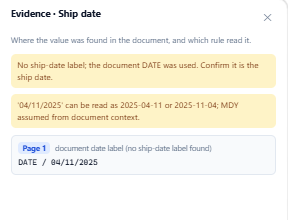 Evidence · Ship date
Where the value was found in the document, and which rule read it.
No ship-date label; the document DATE was used. Confirm it is the
ship date.
'04/11/2025' can be read as 2025-04-11 or 2025-11-04; MDY
assumed from document context.
Page 1 document date label (no ship-date label found)
DATE / 04/11/2025